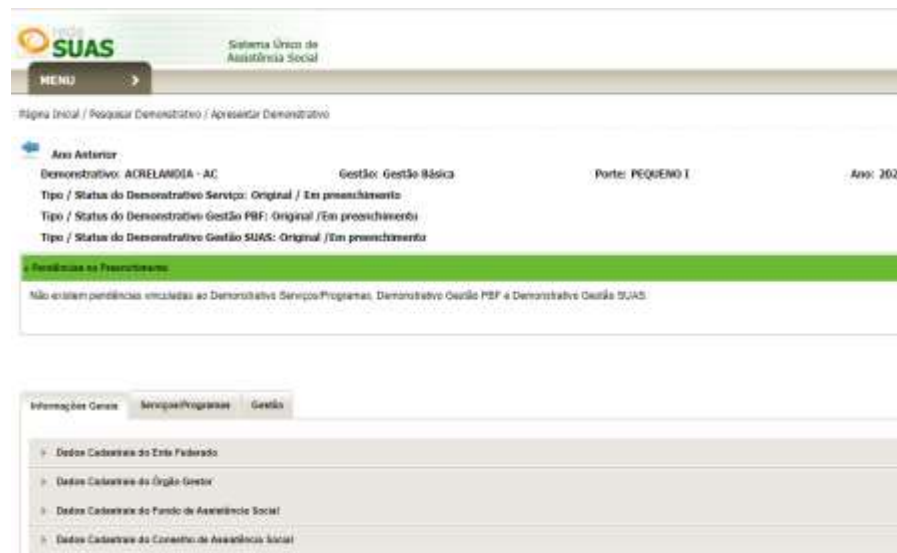 rede
SUAS
Sistema Único de
Assistência Social
MENU
Página Inicial / Pesquisar Demonstrativo / Apresentar Demonstrativo
Ano Anterior
Demonstrativo: ACRELANDIA - AC Gestão: Gestão Básica Porte: PEQUENO I Ano: 202
Tipo / Status do Demonstrativo Serviço: Original / Em preenchimento
Tipo / Status do Demonstrativo Gestão PBF: Original /Em preenchimento
Tipo / Status do Demonstrativo Gestão SUAS: Original /Em preenchimento
Pendências no Preenchimento
Não existem pendências vinculadas ao Demonstrativo Serviços/Programas, Demonstrativo Gestão PBF e Demonstrativo Gestão SUAS.
Informações Gerais Serviços/Programas Gestão
Dados Cadastrais do Ente Federado
Dados Cadastrais do Órgão Gestor
Dados Cadastrais do Fundo de Assistência Social
Dados Cadastrais do Conselho de Assistência Social